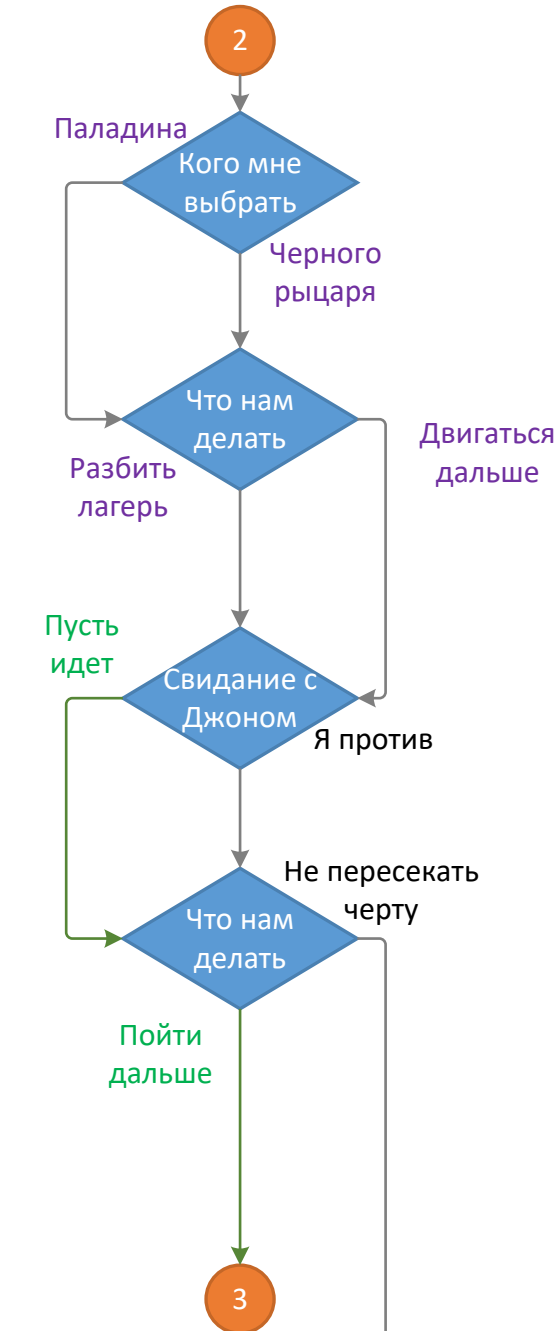 2
Паладина
Кого мне
выбрать
Черного
рыцаря
Что нам
делать
Двигаться
дальше
Разбить
лагерь
Пусть
идет
Свидание с
Джоном
Я против
Не пересекать
черту
Что нам
делать
Пойти
дальше
3